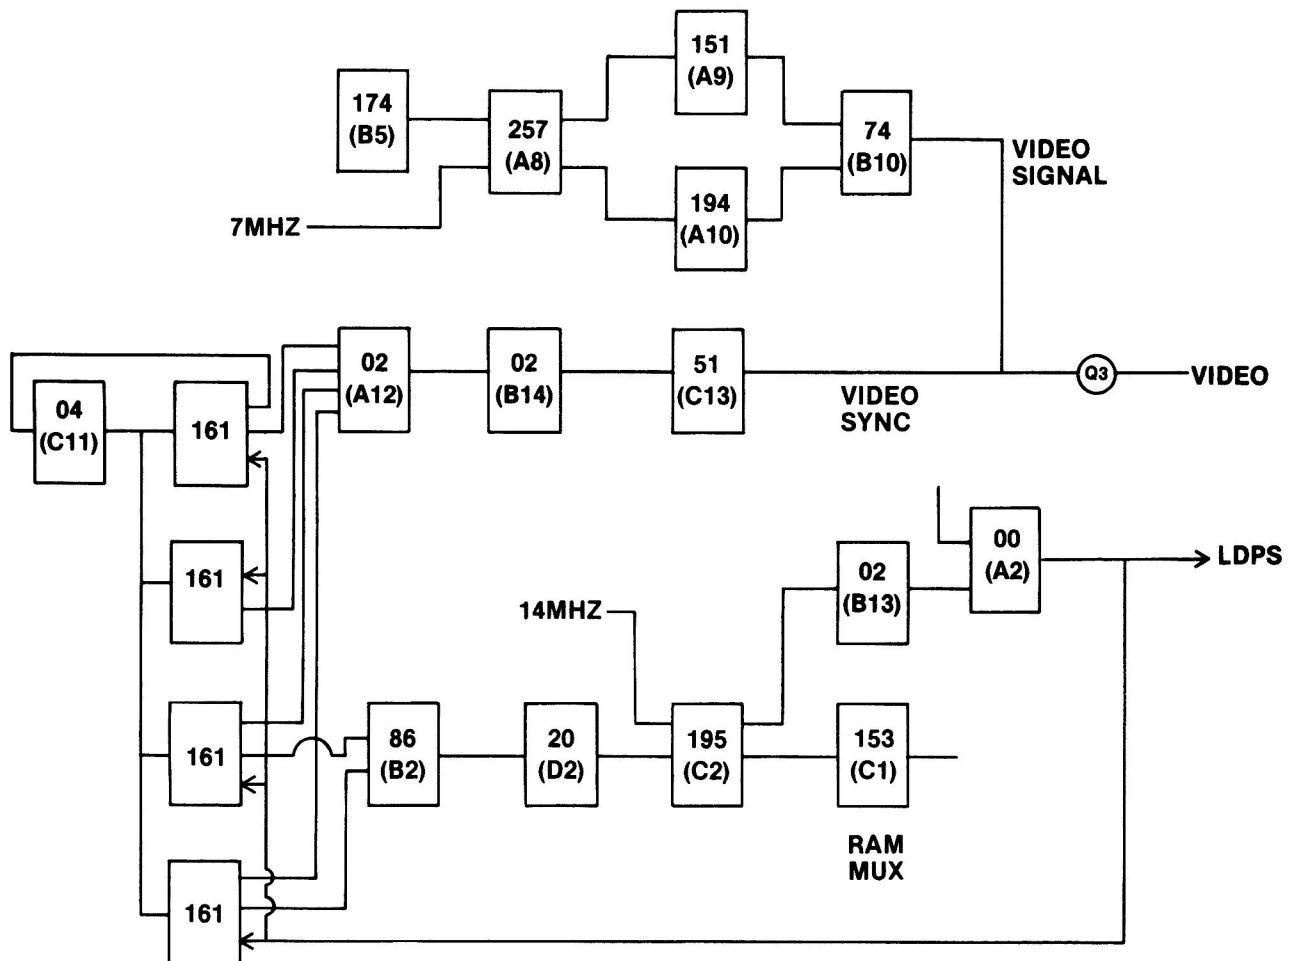 151
(A9)
174
(B5)
257
(A8)
74
(B10)
VIDEO
SIGNAL
194
(A10)
7MHZ
02
(A12)
02
(B14)
51
(C13)
Q3
VIDEO
VIDEO
SYNC
04
(C11)
161
00
(A2)
LDPS
161
02
(B13)
14MHZ
161
86
(B2)
20
(D2)
195
(C2)
153
(C1)
RAM
MUX
161